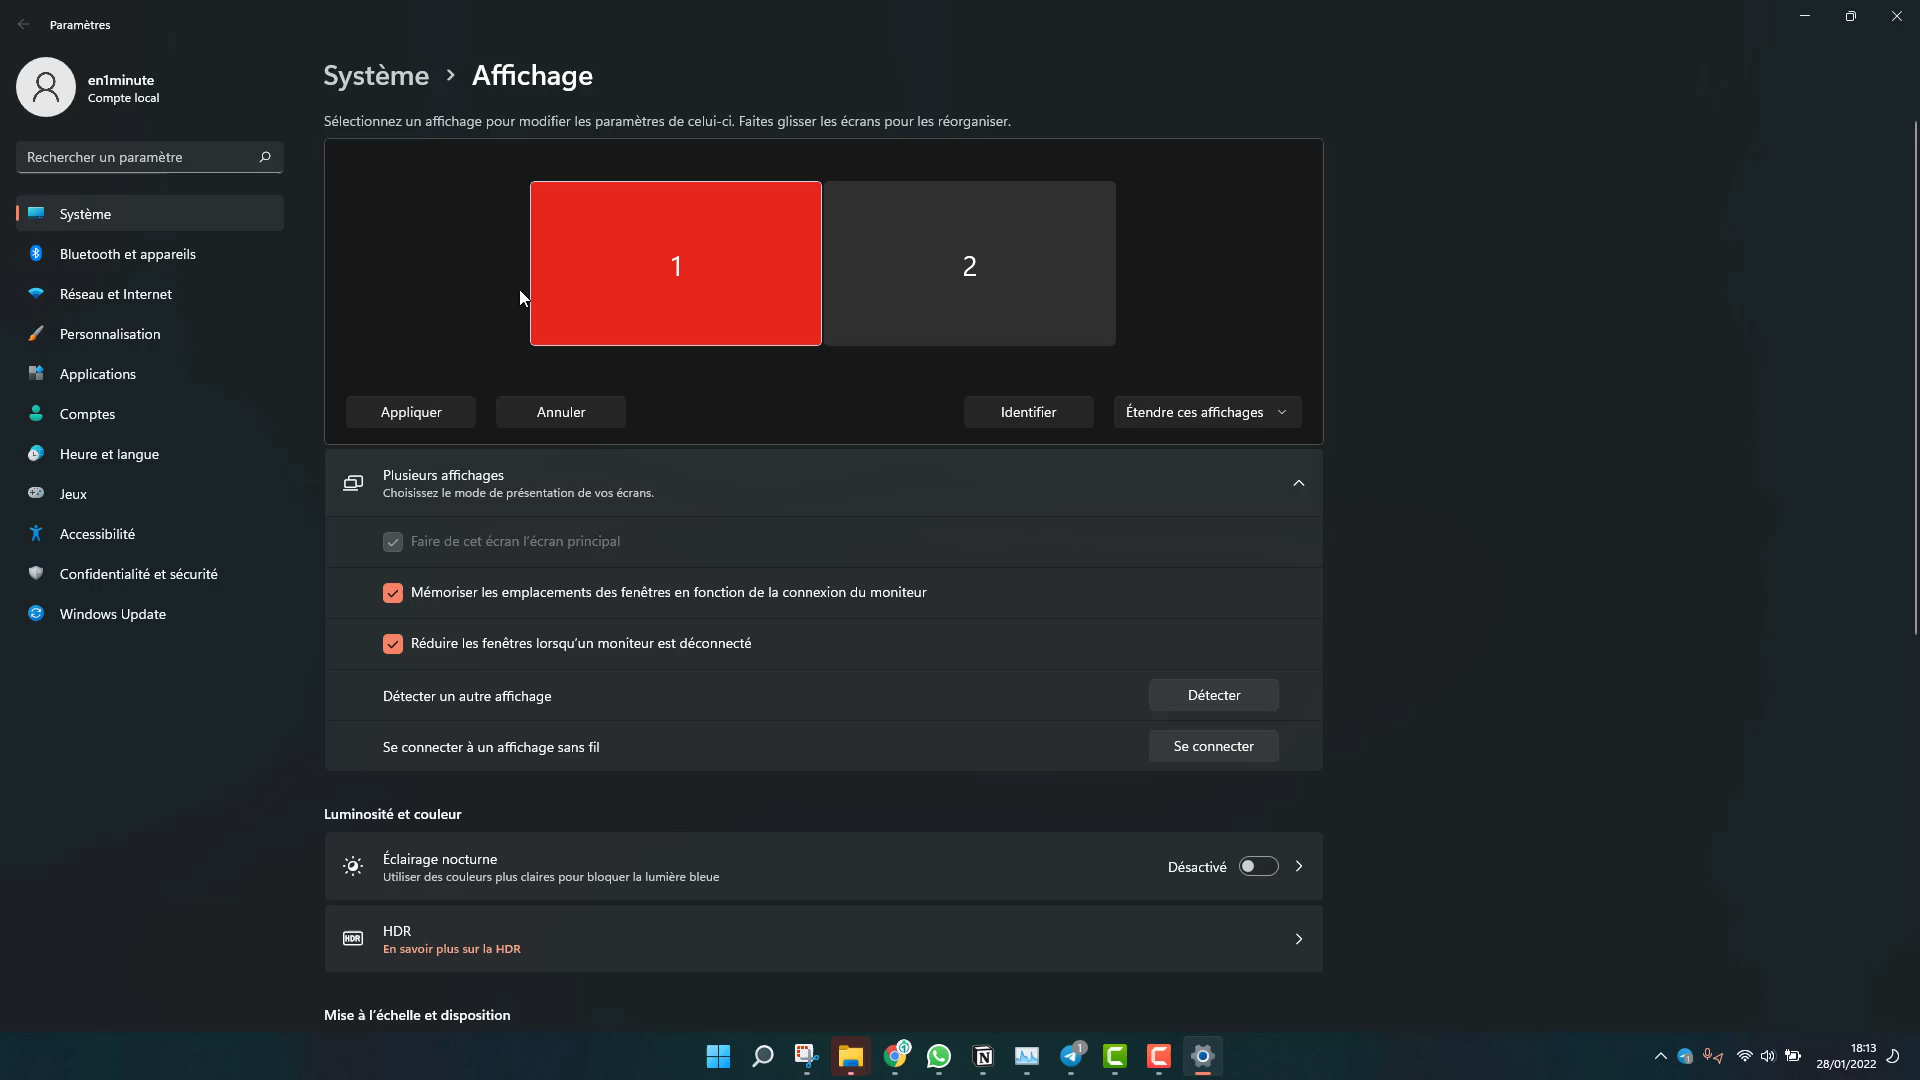 Paramètres
en1minute
Compte local
Rechercher un paramètre
Système
Bluetooth et appareils
Réseau et Internet
Personnalisation
Applications
Comptes
Heure et langue
Jeux
Accessibilité
Confidentialité et sécurité
Windows Update
Système > Affichage
Sélectionnez un affichage pour modifier les paramètres de celui-ci. Faites glisser les écrans pour les réorganiser.
1
2
Appliquer
Annuler
Identifier
Étendre ces affichages
Plusieurs affichages
Choisissez le mode de présentation de vos écrans.
Faire de cet écran l'écran principal
Mémoriser les emplacements des fenêtres en fonction de la connexion du moniteur
Réduire les fenêtres lorsqu'un moniteur est déconnecté
Détecter un autre affichage
Détecter
Se connecter à un affichage sans fil
Se connecter
Luminosité et couleur
Éclairage nocturne
Utiliser des couleurs plus claires pour bloquer la lumière bleue
Désactivé
HDR
HDR
En savoir plus sur la HDR
Mise à l'échelle et disposition
1
18:13
28/01/2022